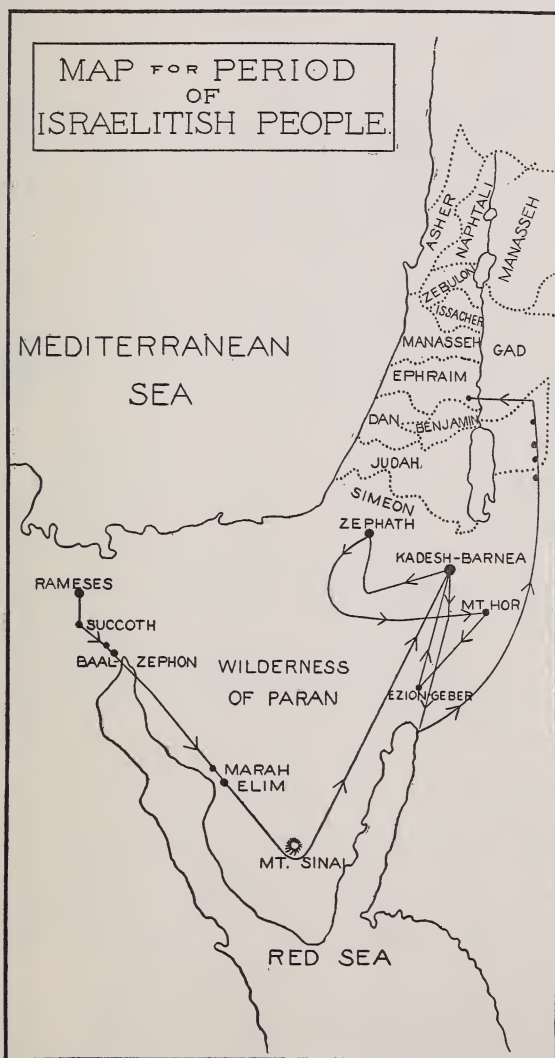 MAP FOR PERIOD
OF
ISRAELITISH PEOPLE.
ASHER
NAPHTALI
MANASSEH
ZEBULON
ISSACHER
MEDITERRANEAN
SEA
MANASSEH
GAD
EPHRAIM
DAN
BENJAMIN
JUDAH
SIMEON
ZEPHATH
KADESH-BARNEA
RAMESES
MT. HOR
SUCCOTH
BAAL-ZEPHON
WILDERNESS
OF PARAN
EZION-GEBER
MARAH
ELIM
MT. SINAI
RED SEA